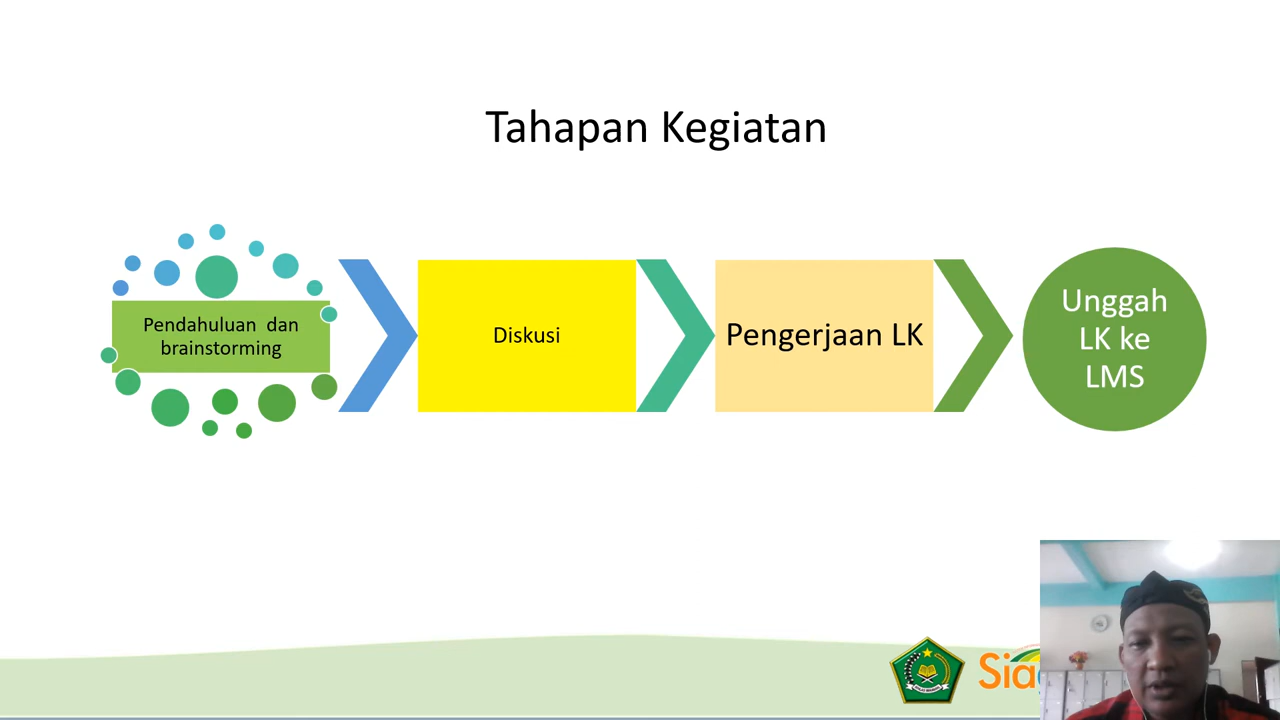 Tahapan Kegiatan
Pendahuluan dan
brainstorming
Diskusi
Pengerjaan LK
Unggah
LK ke
LMS